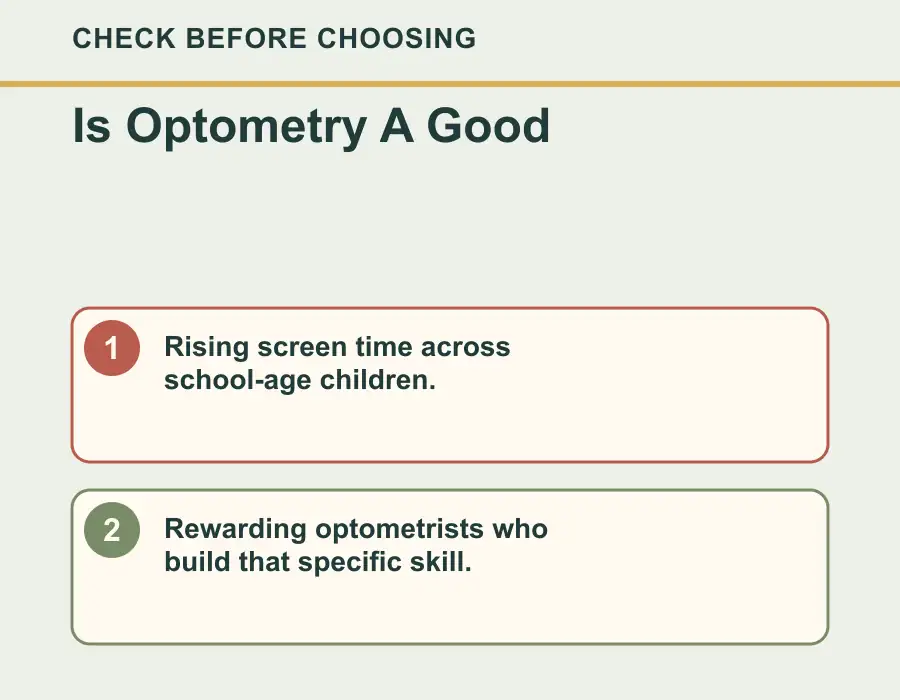 CHECK BEFORE CHOOSING
Is Optometry A Good
1
Rising screen time across
school-age children.
2
Rewarding optometrists who
build that specific skill.